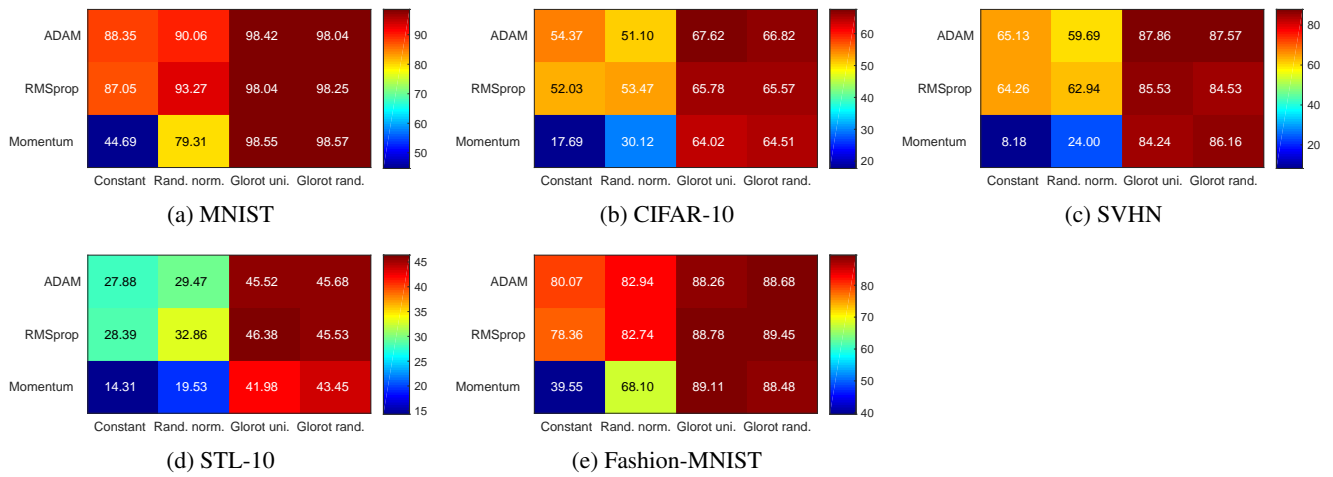 ADAM 88.35 90.06 98.42 98.04
RMSprop 87.05 93.27 98.04 98.25
Momentum 44.69 79.31 98.55 98.57
Constant Rand. norm. Glorot uni. Glorot rand.
90
80
70
60
50
(a) MNIST
ADAM 54.37 51.10 67.62 66.82
RMSprop 52.03 53.47 65.78 65.57
Momentum 17.69 30.12 64.02 64.51
Constant Rand. norm. Glorot uni. Glorot rand.
60
50
40
30
20
(b) CIFAR-10
ADAM 65.13 59.69 87.86 87.57
RMSprop 64.26 62.94 85.53 84.53
Momentum 8.18 24.00 84.24 86.16
Constant Rand. norm. Glorot uni. Glorot rand.
80
60
40
20
(c) SVHN
ADAM 27.88 29.47 45.52 45.68
RMSprop 28.39 32.86 46.38 45.53
Momentum 14.31 19.53 41.98 43.45
Constant Rand. norm. Glorot uni. Glorot rand.
45
40
35
30
25
20
15
(d) STL-10
ADAM 80.07 82.94 88.26 88.68
RMSprop 78.36 82.74 88.78 89.45
Momentum 39.55 68.10 89.11 88.48
Constant Rand. norm. Glorot uni. Glorot rand.
80
70
60
50
40
(e) Fashion-MNIST